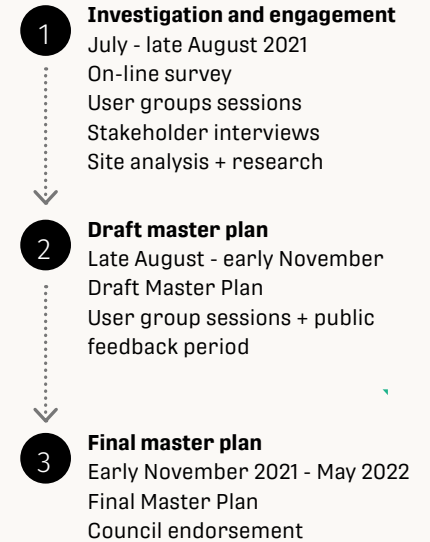 1
Investigation and engagement
July - late August 2021
On-line survey
User groups sessions
Stakeholder interviews
Site analysis + research
2
Draft master plan
Late August - early November
Draft Master Plan
User group sessions + public
feedback period
3
Final master plan
Early November 2021 - May 2022
Final Master Plan
Council endorsement